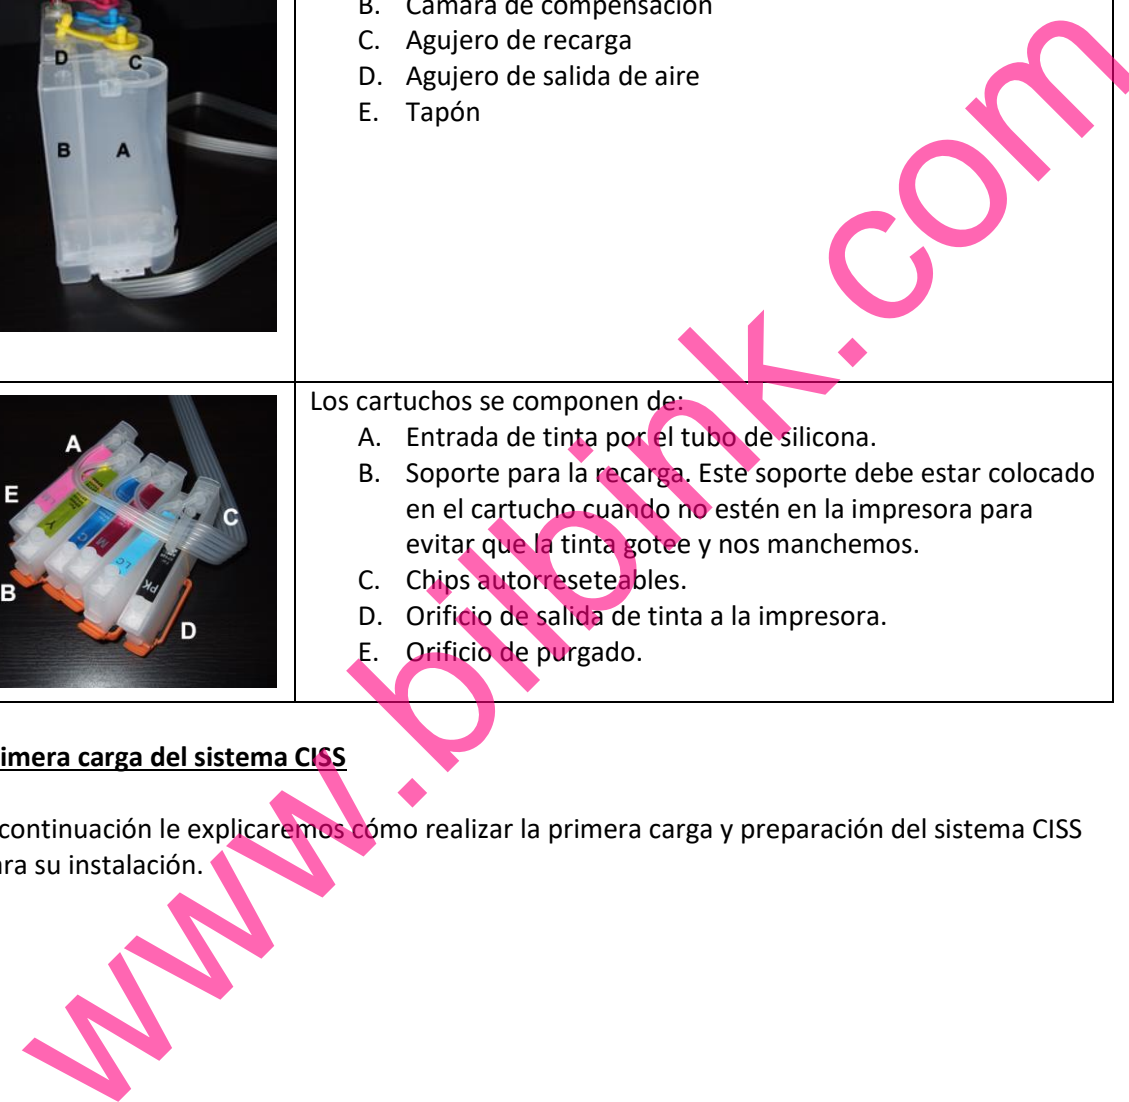 B. Cámara de compensación
C. Agujero de recarga
D. Agujero de salida de aire
E. Tapón
D
C
B
A
Los cartuchos se componen de:
A. Entrada de tinta por el tubo de silicona.
B. Soporte para la recarga. Este soporte debe estar colocado
en el cartucho cuando no estén en la impresora para
evitar que la tinta gotee y nos manchemos.
C. Chips autorreseteables.
D. Orificio de salida de tinta a la impresora.
E. Orificio de purgado.
A
E
C
B
D
LM
Y
C
M
LC
PK
imera carga del sistema CISS
continuación le explicaremos cómo realizar la primera carga y preparación del sistema CISS
ra su instalación.
www.bilbink.com